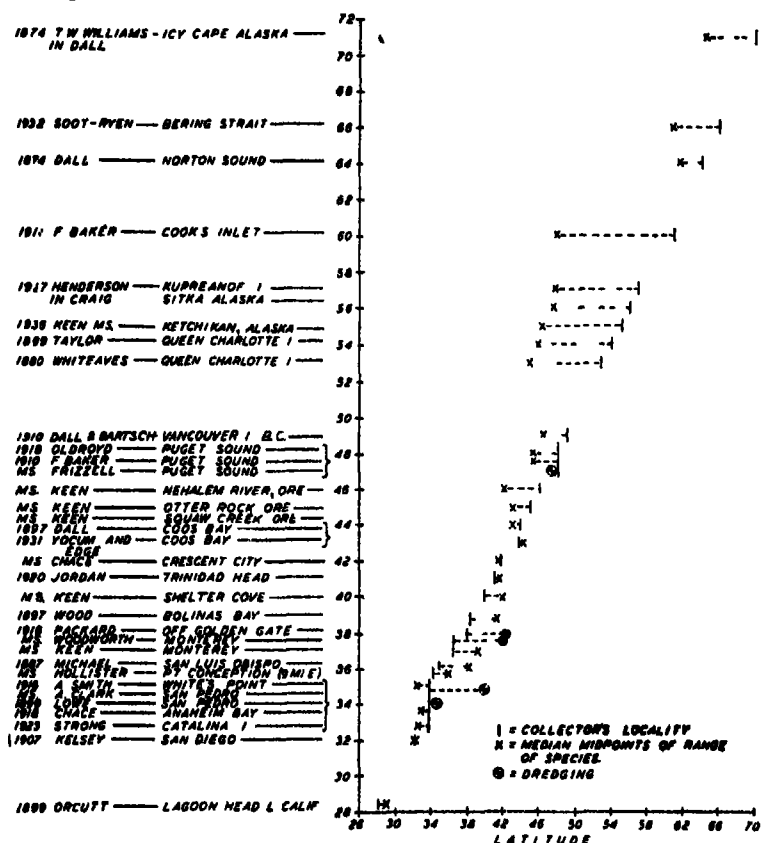 1874 T W WILLIAMS - ICY CAPE ALASKA
IN DALL
1932 SOOT-RYEN BERING STRAIT
1874 DALL NORTON SOUND
F BAKER COOKS INLET
HENDERSON KUPREANOF I
IN CRAIG SITKA ALASKA
KEEN MS. KETCHIKAN, ALASKA
1899 TAYLOR QUEEN CHARLOTTE I
1880 WHITEAVES QUEEN CHARLOTTE I
1910 DALL & BARTSCH VANCOUVER I B.C.
1918 OLDROYD PUGET SOUND
1910 F BAKER PUGET SOUND
MS. FRIZZELL PUGET SOUND
MS. KEEN NEHALEM RIVER, ORE
MS. KEEN OTTER ROCK ORE
MS. KEEN SQUAW CREEK ORE
1897 DALL COOS BAY
1931 YOCUM AND COOS BAY
EDGE
MS CHACE CRESCENT CITY
1920 JORDAN TRINIDAD HEAD
MS. KEEN SHELTER COVE
1897 WOOD BOLINAS BAY
1918 PACKARD OFF GOLDEN GATE
MS. WOODWORTH MONTEREY
MS KEEN MONTEREY
1887 MICHAEL SAN LUIS OBISPO
MS HOLLISTER PT CONCEPTION (9MI E)
A SMITH WHITE'S POINT
MS. A CLARK SAN PEDRO
LOWE SAN PEDRO
1916 CHACE ANAHEIM BAY
1923 STRONG CATALINA I
1907 KELSEY SAN DIEGO
1899 ORCUTT LAGOON HEAD L CALIF
72
70
68
66
64
62
60
58
56
54
52
50
48
46
44
42
40
38
36
34
32
30
28
| = COLLECTOR'S LOCALITY
X = MEDIAN MIDPOINTS OF RANGE
OF SPECIES
= DREDGING
26 30 34 38 42 46 50 54 58 62 66 70
LATITUDE